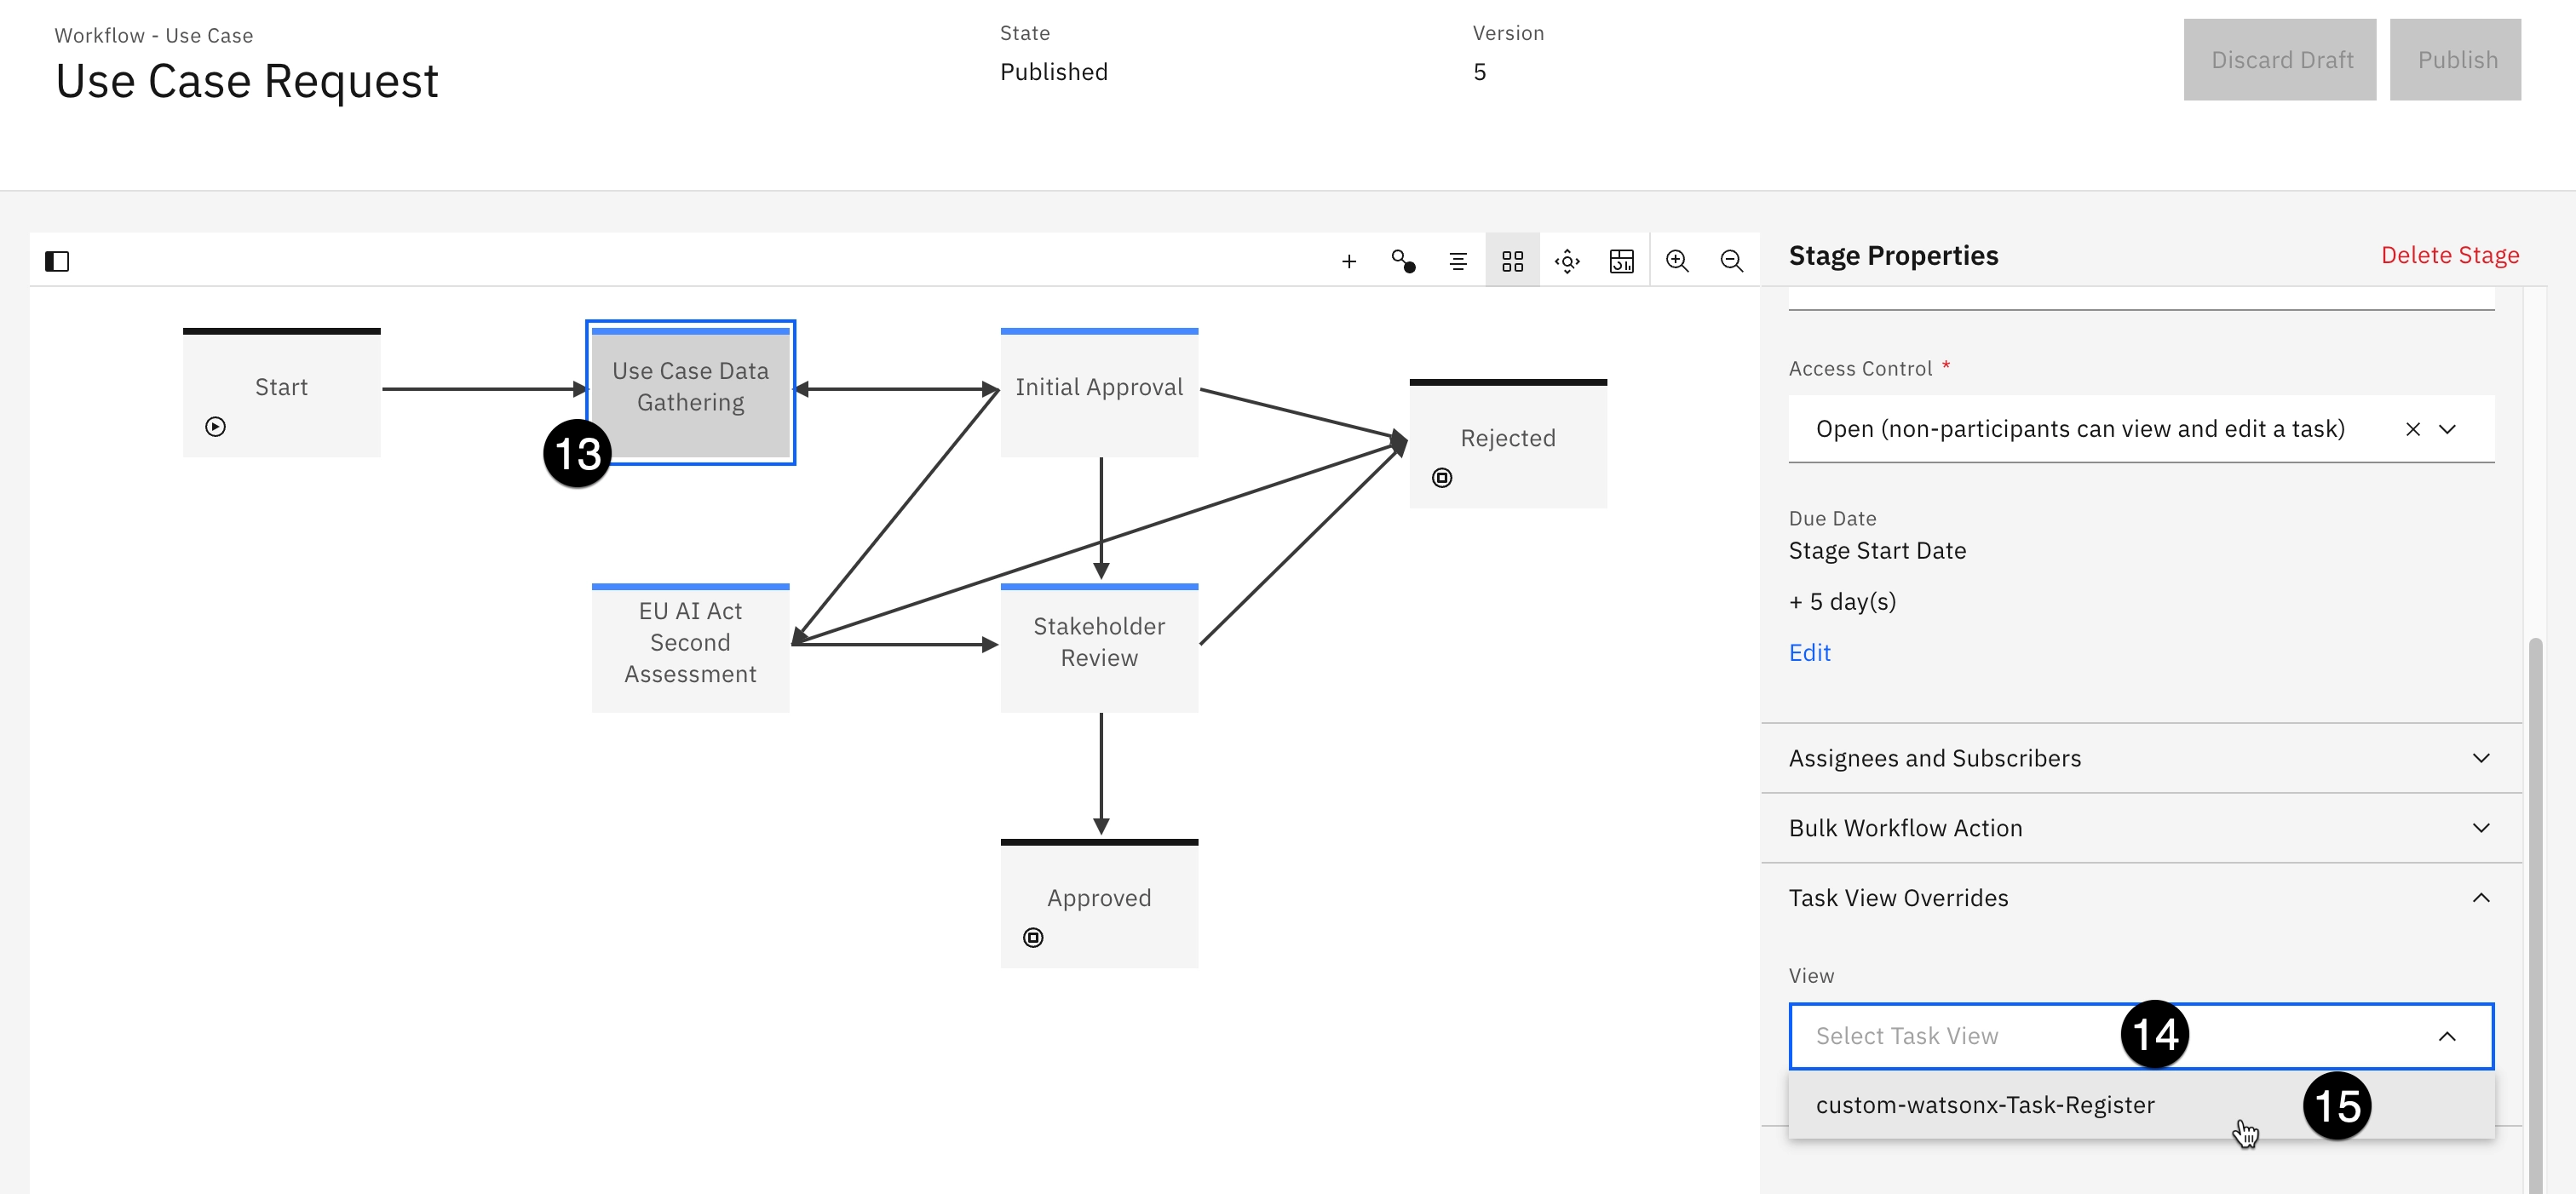 Workflow - Use Case
Use Case Request
State
Published
Version
5
Discard Draft
Publish
Stage Properties
Delete Stage
Start
Use Case Data
Gathering
13
Initial Approval
Rejected
EU AI Act
Second
Assessment
Stakeholder
Review
Approved
Access Control *
Open (non-participants can view and edit a task)
Due Date
Stage Start Date
+ 5 day(s)
Edit
Assignees and Subscribers
Bulk Workflow Action
Task View Overrides
View
Select Task View
14
custom-watsonx-Task-Register
15